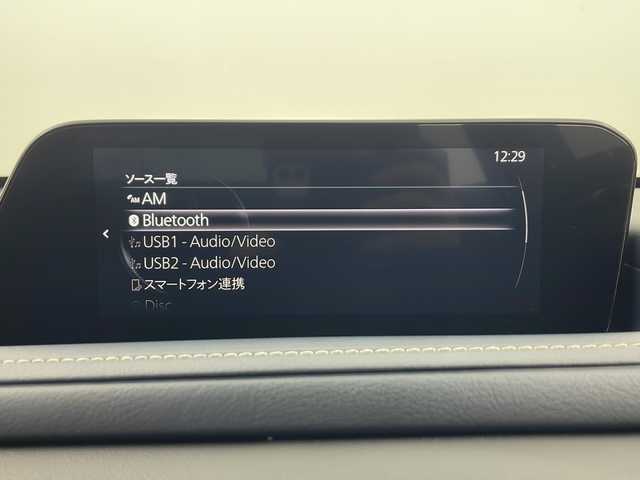 12:29
ソース一覧
AM AM
Bluetooth
USB1 - Audio/Video
USB2 - Audio/Video
スマートフォン連携
Disc